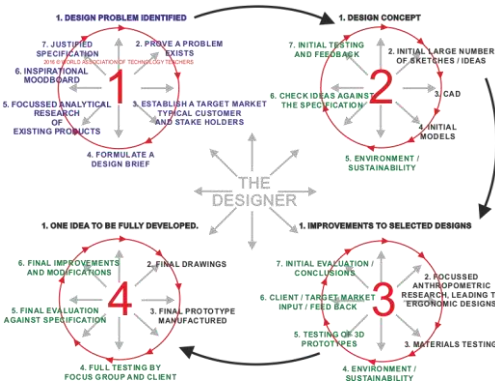 1. DESIGN PROBLEM IDENTIFIED
7. JUSTIFIED
SPECIFICATION
2. PROVE A PROBLEM
EXISTS
2016 © WORLD ASSOCIATION OF TECHNOLOGY TEACHERS
6. INSPIRATIONAL
MOODBOARD
1
5. FOCUSSED ANALYTICAL
RESEARCH
OF
EXISTING PRODUCTS
3. ESTABLISH A TARGET MARKET
TYPICAL CUSTOMER
AND STAKE HOLDERS
4. FORMULATE A
DESIGN BRIEF
1. DESIGN CONCEPT
7. INITIAL TESTING
AND FEEDBACK
2. INITIAL LARGE NUMBER
OF SKETCHES / IDEAS
6. CHECK IDEAS AGAINST
THE SPECIFICATION
2
3. CAD
4. INITIAL
MODELS
5. ENVIRONMENT /
SUSTAINABILITY
THE
DESIGNER
1. ONE IDEA TO BE FULLY DEVELOPED.
6. FINAL IMPROVEMENTS
AND MODIFICATIONS
2. FINAL DRAWINGS
4
5. FINAL EVALUATION
AGAINST SPECIFICATION
3. FINAL PROTOTYPE
MANUFACTURED
4. FULL TESTING BY
FOCUS GROUP AND CLIENT
1. IMPROVEMENTS TO SELECTED DESIGNS
7. INITIAL EVALUATION /
CONCLUSIONS
2. FOCUSSED
ANTHROPOMETRIC
RESEARCH, LEADING T
ERGONOMIC DESIGNS
6. CLIENT / TARGET MARKET
INPUT / FEED BACK
3
5. TESTING OF 3D
PROTOTYPES
3. MATERIALS TESTING
4. ENVIRONMENT /
SUSTAINABILITY